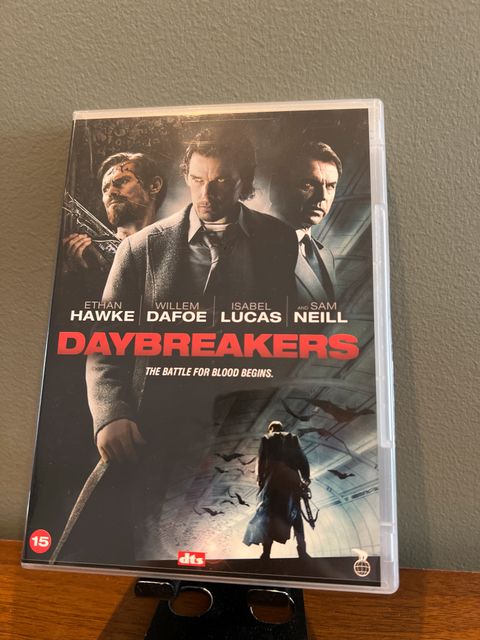 ETHAN HAWKE
WILLEM DAFOE
ISABEL LUCAS
AND SAM NEILL
DAYBREAKERS
THE BATTLE FOR BLOOD BEGINS.
15
dts